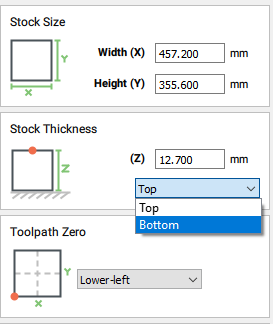 Stock Size
Width (X) 457.200 mm
Y
Height (Y) 355.600 mm
X
Stock Thickness
(Z) 12.700 mm
Z
Top
Top
Bottom
Toolpath Zero
Y Lower-left
X